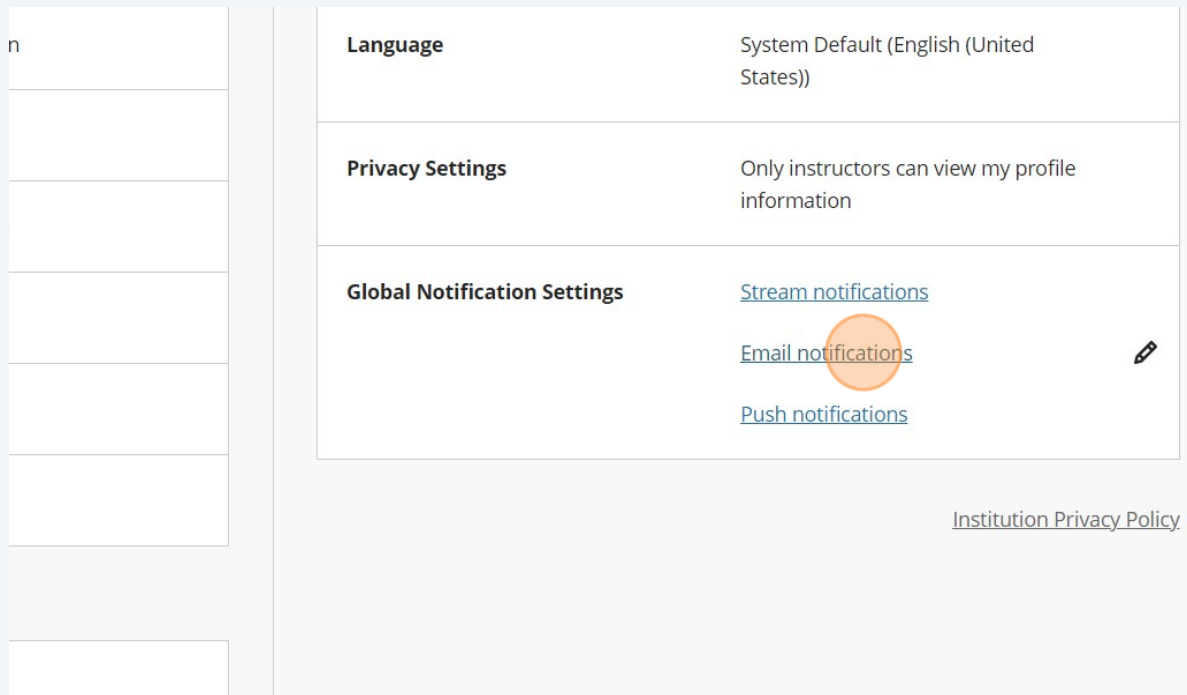 n
Language
System Default (English (United
States))
Privacy Settings
Only instructors can view my profile
information
Global Notification Settings
Stream notifications
Email notifications
Push notifications
Institution Privacy Policy